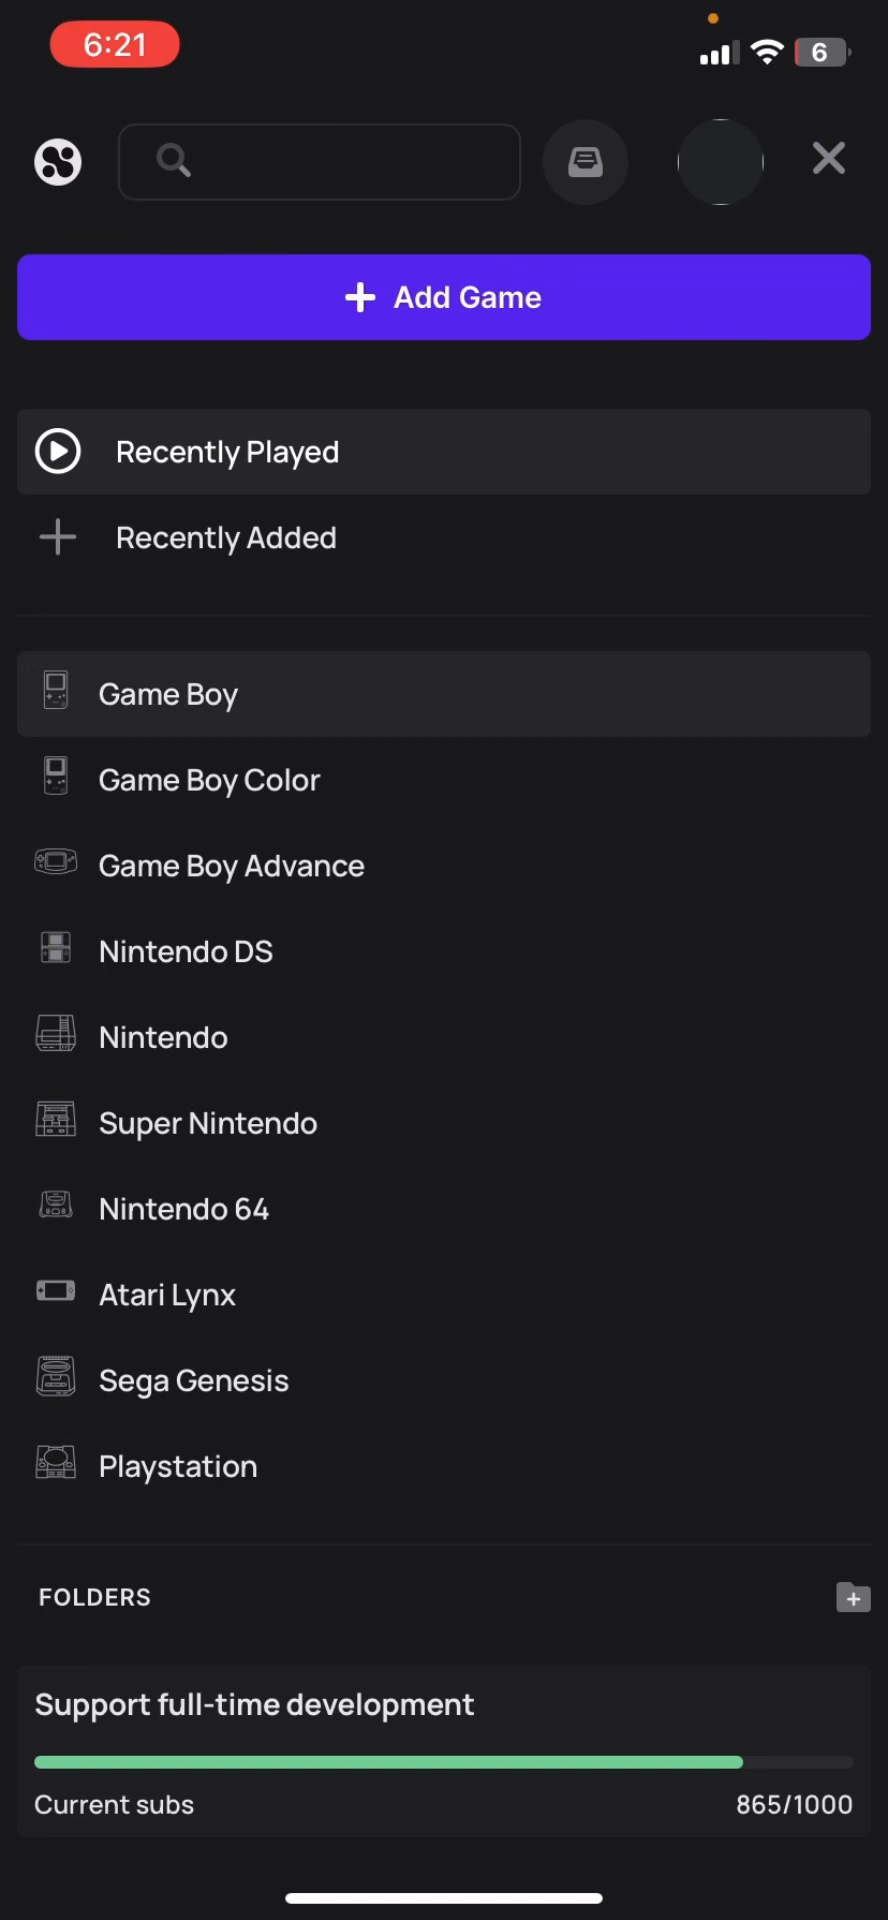 6:21
6
Add Game
Recently Played
Recently Added
Game Boy
Game Boy Color
Game Boy Advance
Nintendo DS
Nintendo
Super Nintendo
Nintendo 64
Atari Lynx
Sega Genesis
Playstation
FOLDERS
Support full-time development
Current subs 865/1000